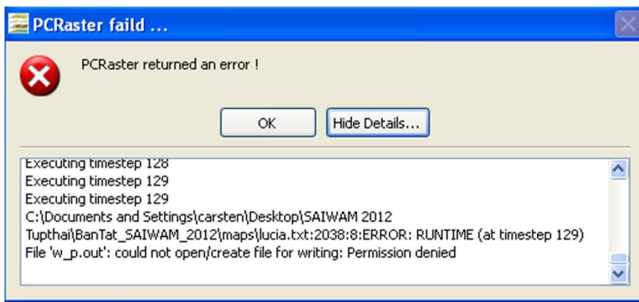 PCRaster faild ...
PCRaster returned an error !
OK
Hide Details...
Executing timestep 128
Executing timestep 129
Executing timestep 129
C:\Documents and Settings\carsten\Desktop\SAIWAM 2012
Tupthai\BanTat_SAIWAM_2012\maps\lucia.txt:2038:8:ERROR: RUNTIME (at timestep 129)
File 'w_p.out': could not open/create file for writing: Permission denied